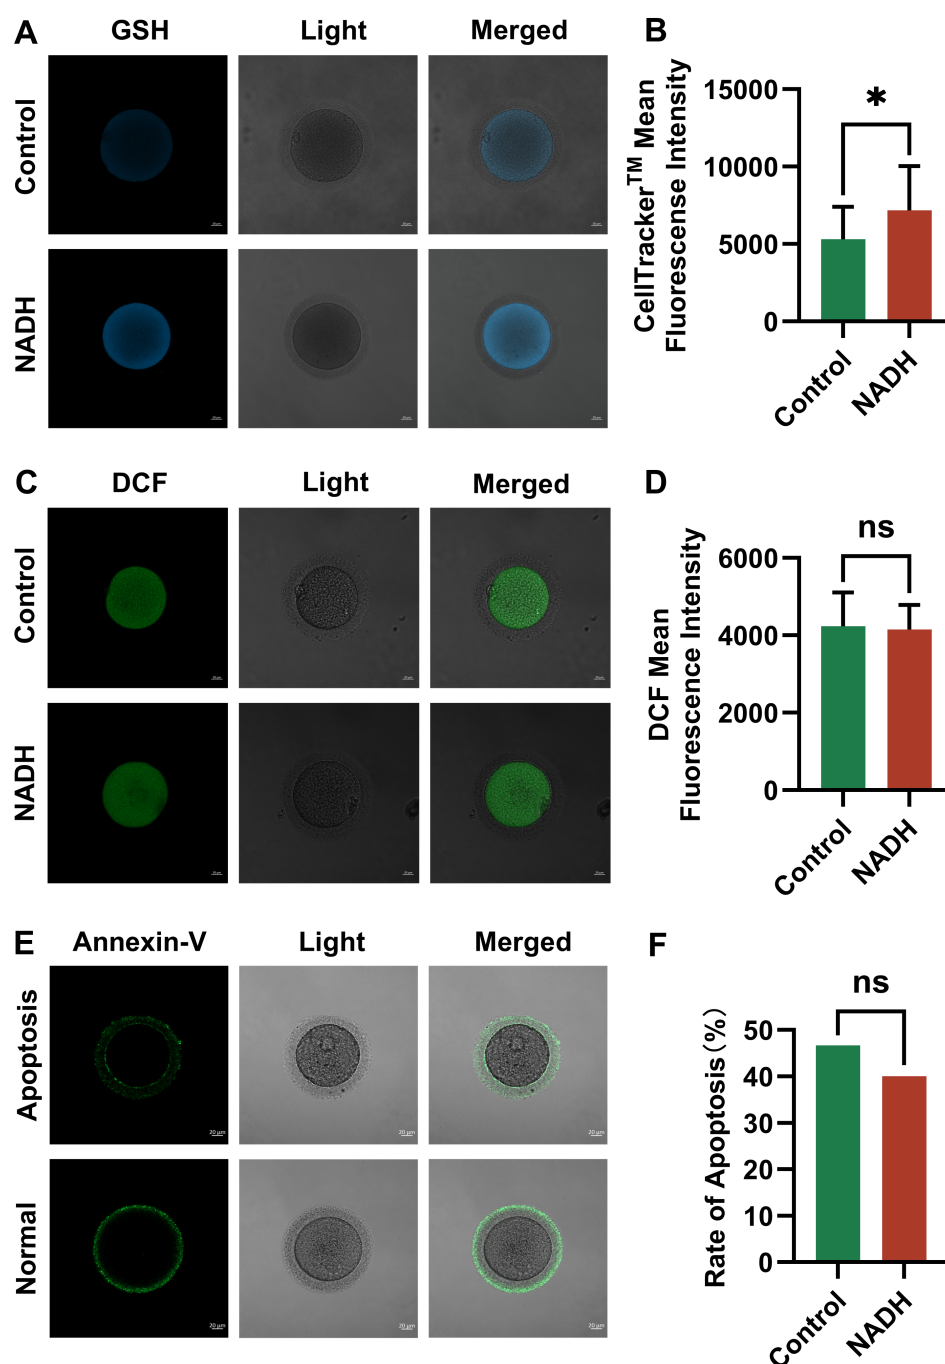 A
GSH
Light
Merged
Control
NADH
B
CellTracker™ Mean
Fluorescense Intensity
15000
10000
5000
0
*
Control
NADH
C
DCF
Light
Merged
Control
NADH
D
DCF Mean
Fluorescence Intensity
6000
4000
2000
0
ns
Control
NADH
E
Annexin-V
Light
Merged
Apoptosis
20 µm
20 µm
20 µm
Normal
20 µm
20 µm
20 µm
F
Rate of Apoptosis(%)
50
40
30
20
10
0
ns
Control
NADH